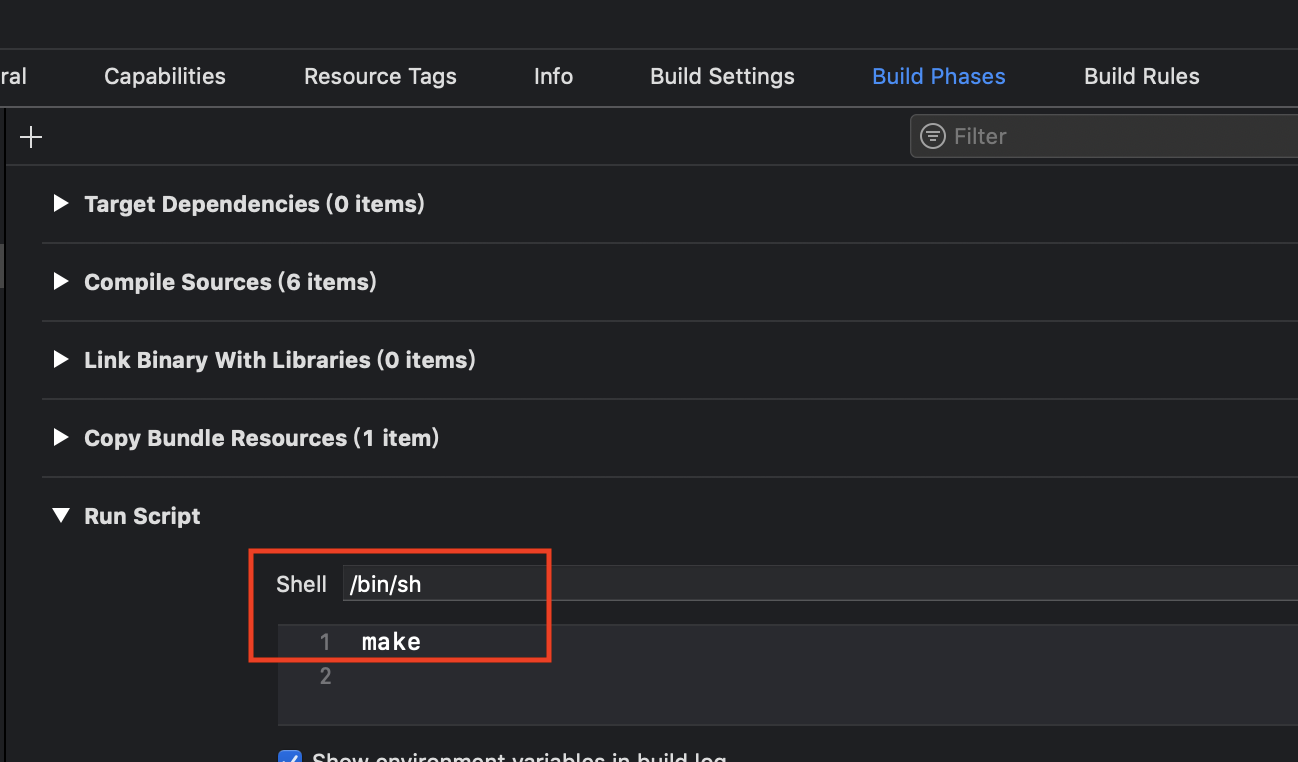 ral Capabilities Resource Tags Info Build Settings Build Phases Build Rules
Filter
Target Dependencies (0 items)
Compile Sources (6 items)
Link Binary With Libraries (0 items)
Copy Bundle Resources (1 item)
Run Script
Shell /bin/sh
1 make
2
Show environment variables in build log